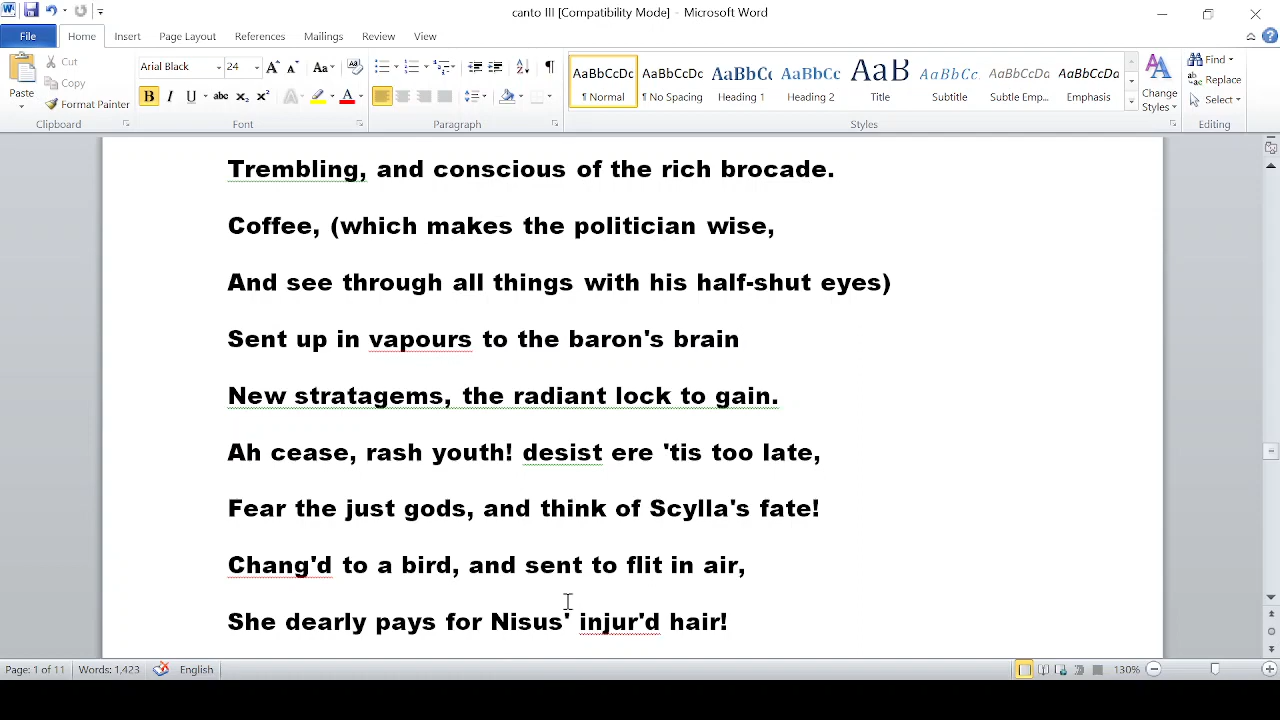 canto III [Compatibility Mode] - Microsoft Word
File Home Insert Page Layout References Mailings Review View
Paste Cut Copy Format Painter Clipboard
Arial Black 24 Aa B I U abc x₂ x² A A Font
Paragraph
AaBbCcDc ¶ Normal
AaBbCcDc ¶ No Spacing
AaBbCc Heading 1
AaBbCc Heading 2
AaB Title
AaBbCc. Subtitle
AaBbCcDc Subtle Emp...
AaBbCcDc Emphasis
Styles
Change Styles
Find Replace Select Editing
Trembling, and conscious of the rich brocade.
Coffee, (which makes the politician wise,
And see through all things with his half-shut eyes)
Sent up in vapours to the baron's brain
New stratagems, the radiant lock to gain.
Ah cease, rash youth! desist ere 'tis too late,
Fear the just gods, and think of Scylla's fate!
Chang'd to a bird, and sent to flit in air,
She dearly pays for Nisus' injur'd hair!
Page: 1 of 11 Words: 1,423 English 130%